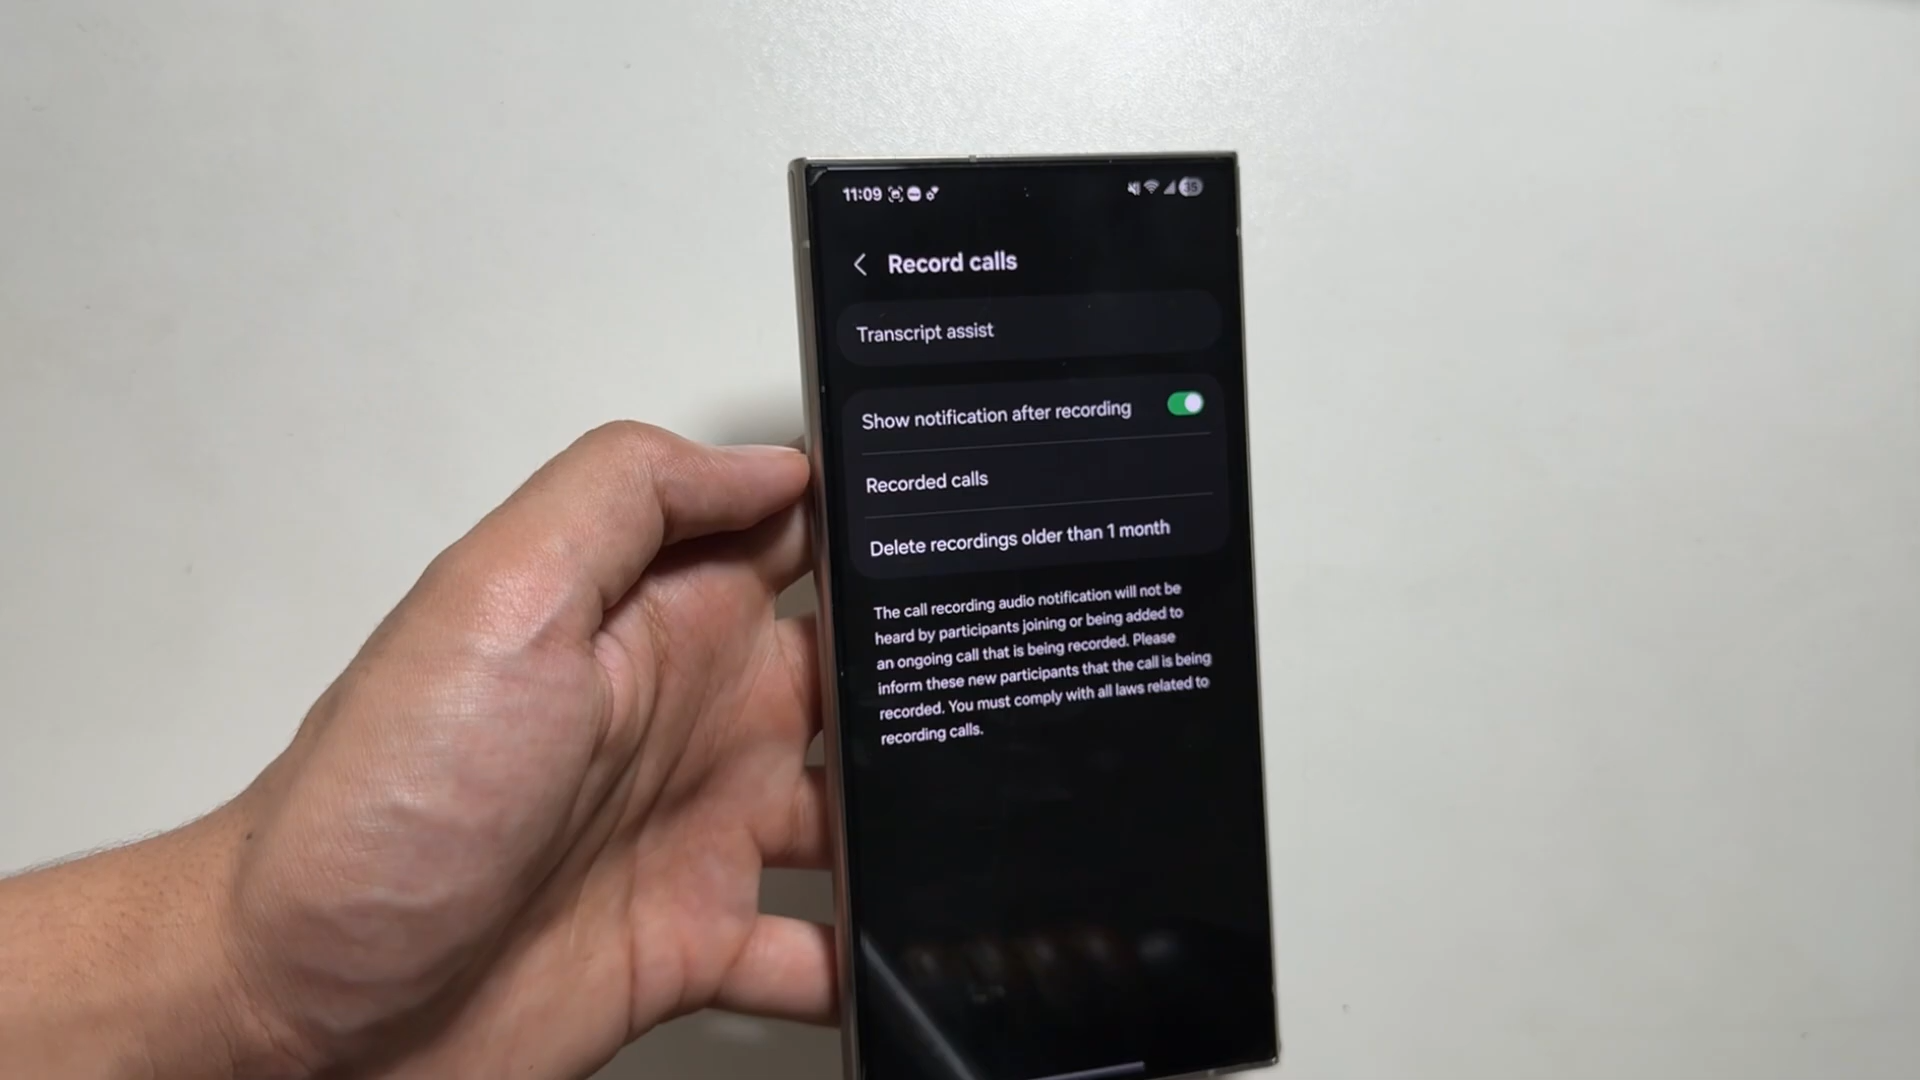 11:09
35
Record calls
Transcript assist
Show notification after recording
Recorded calls
Delete recordings older than 1 month
The call recording audio notification will not be
heard by participants joining or being added to
an ongoing call that is being recorded. Please
inform these new participants that the call is being
recorded. You must comply with all laws related to
recording calls.